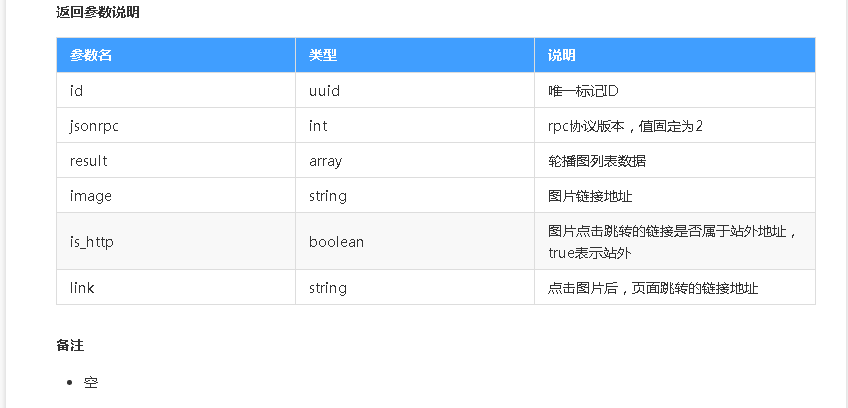 返回参数说明
参数名 类型 说明
id uuid 唯一标记ID
jsonrpc int rpc协议版本，值固定为2
result array 轮播图列表数据
image string 图片链接地址
is_http boolean 图片点击跳转的链接是否属于站外地址，
true表示站外
link string 点击图片后，页面跳转的链接地址
备注
• 空